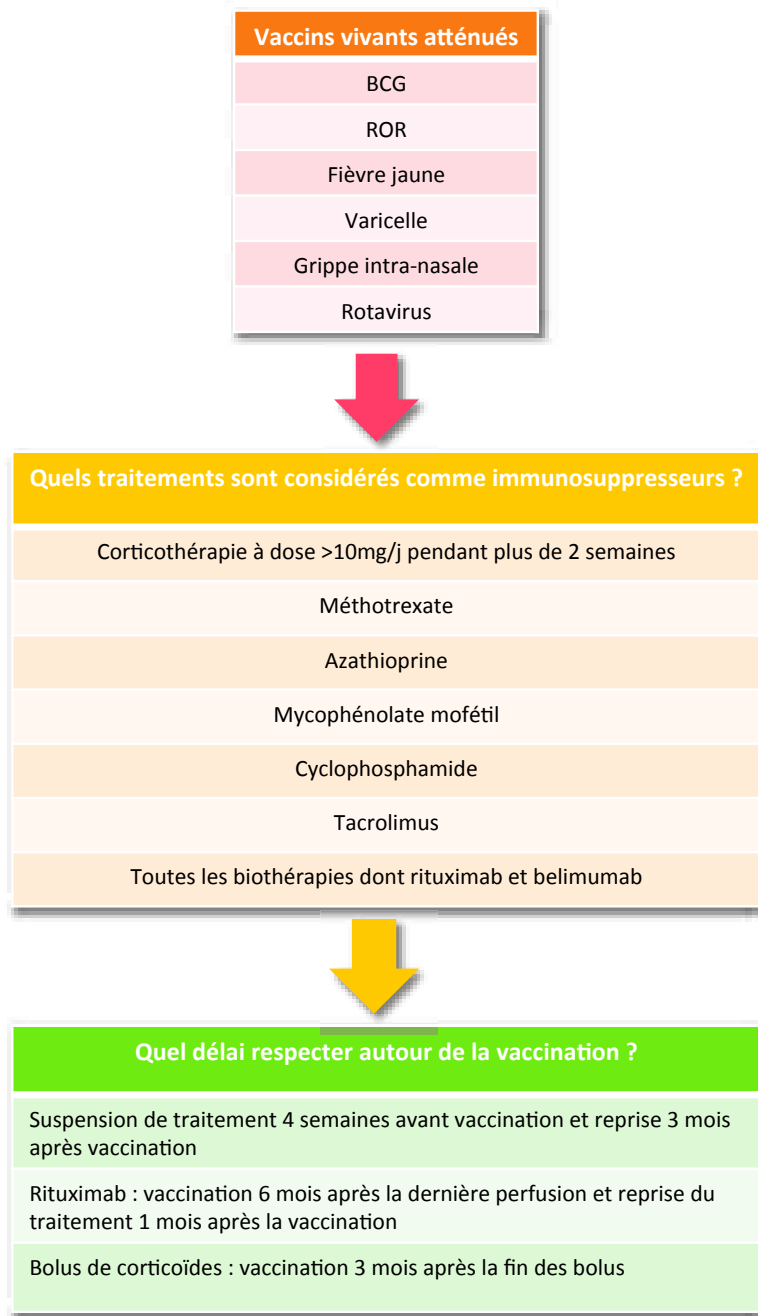 Vaccins vivants atténués
BCG
ROR
Fièvre jaune
Varicelle
Grippe intra-nasale
Rotavirus
Quels traitements sont considérés comme immunosuppresseurs ?
Corticothérapie à dose >10mg/j pendant plus de 2 semaines
Méthotrexate
Azathioprine
Mycophénolate mofétil
Cyclophosphamide
Tacrolimus
Toutes les biothérapies dont rituximab et belimumab
Quel délai respecter autour de la vaccination ?
Suspension de traitement 4 semaines avant vaccination et reprise 3 mois
après vaccination
Rituximab : vaccination 6 mois après la dernière perfusion et reprise du
traitement 1 mois après la vaccination
Bolus de corticoïdes : vaccination 3 mois après la fin des bolus